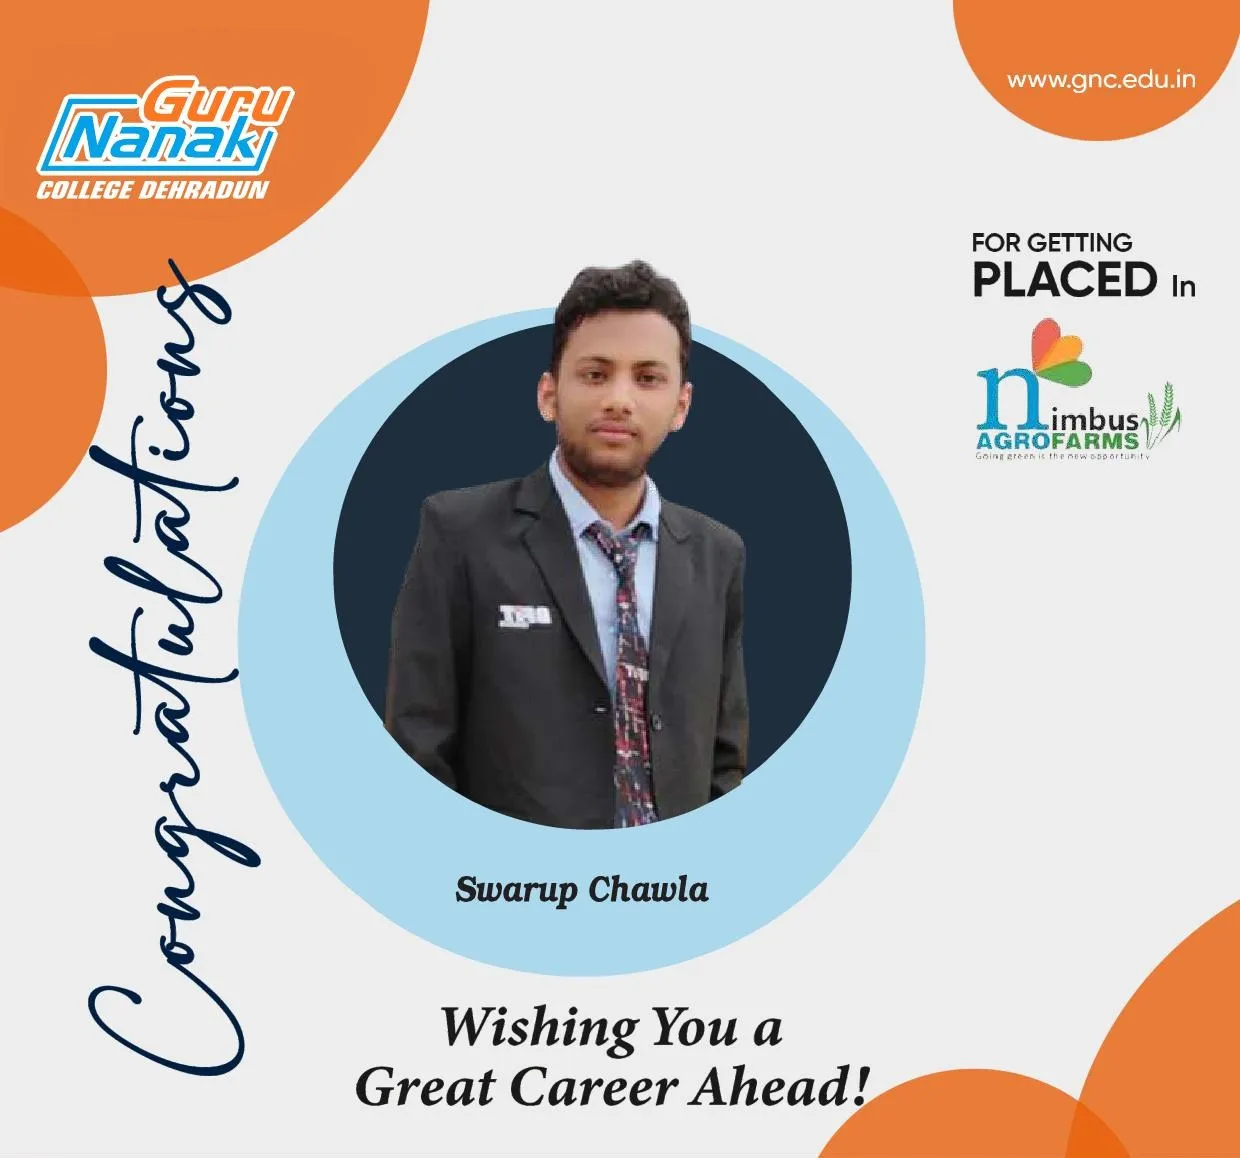 Guru
Nanak
COLLEGE DEHRADUN
www.gnc.edu.in
Congratulations
FOR GETTING
PLACED In
nimbus
AGROFARMS
Going green is the new opportunity
Swarup Chawla
Wishing You a
Great Career Ahead!